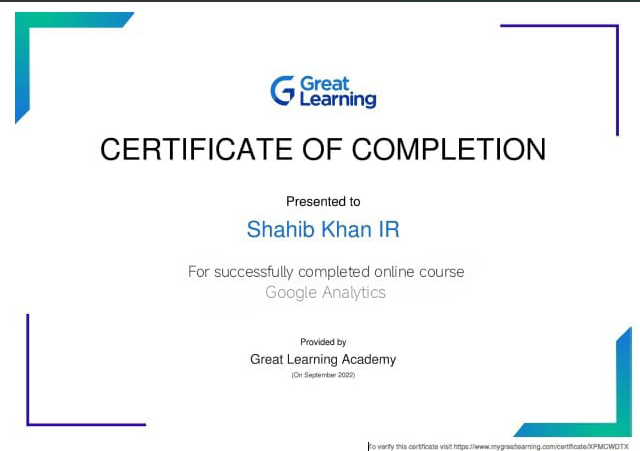 Great
Learning
CERTIFICATE OF COMPLETION
Presented to
Shahib Khan IR
For successfully completed online course
Google Analytics
Provided by
Great Learning Academy
(On September 2022)
To verify this certificate visit https://www.mygreatlearning.com/certificate/XPMCWDTX